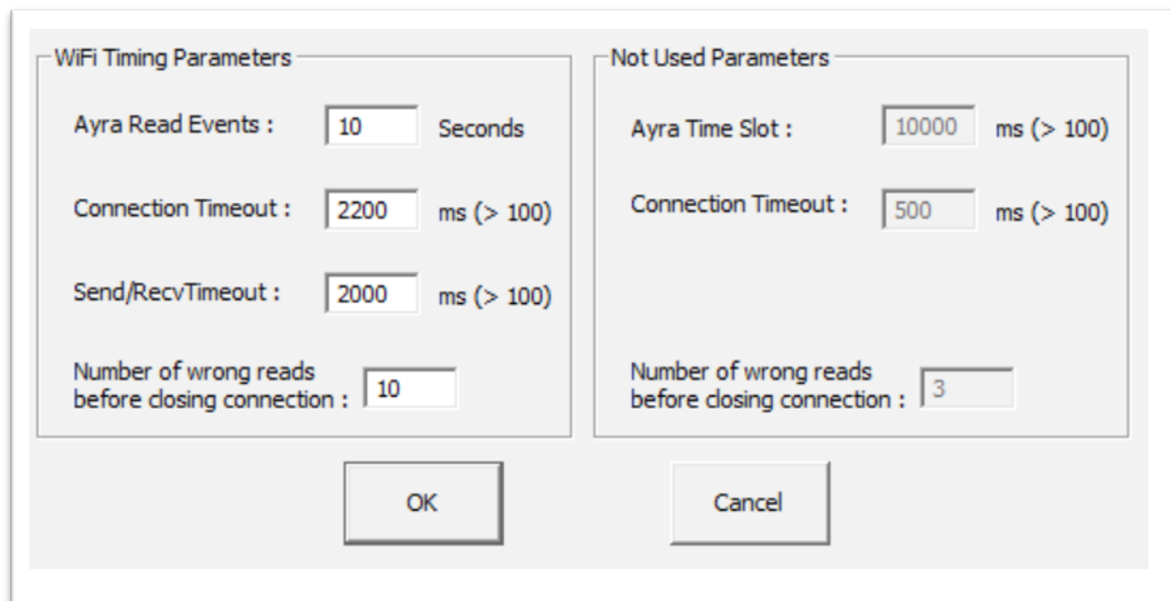 WiFi Timing Parameters
Ayra Read Events : 10 Seconds
Connection Timeout : 2200 ms (> 100)
Send/RecvTimeout : 2000 ms (> 100)
Number of wrong reads
before closing connection : 10
Not Used Parameters
Ayra Time Slot : 10000 ms (> 100)
Connection Timeout : 500 ms (> 100)
Number of wrong reads
before closing connection : 3
OK
Cancel